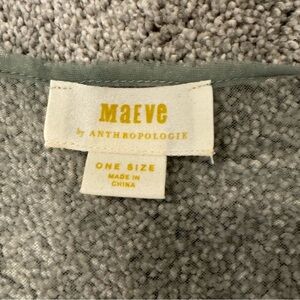 MaEve
by ANTHROPOLOGIE
ONE SIZE
MADE IN
CHINA